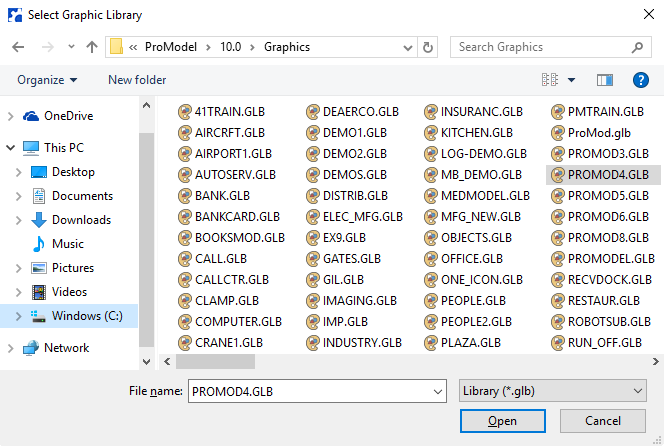 Select Graphic Library
« ProModel > 10.0 > Graphics
Search Graphics
Organize
New folder
OneDrive
This PC
Desktop
Documents
Downloads
Music
Pictures
Videos
Windows (C:)
Network
41TRAIN.GLB
AIRCRFT.GLB
AIRPORT1.GLB
AUTOSERV.GLB
BANK.GLB
BANKCARD.GLB
BOOKSMOD.GLB
CALL.GLB
CALLCTR.GLB
CLAMP.GLB
COMPUTER.GLB
CRANE1.GLB
DEAERCO.GLB
DEMO1.GLB
DEMO2.GLB
DEMOS.GLB
DISTRIB.GLB
ELEC_MFG.GLB
EX9.GLB
GATES.GLB
GIL.GLB
IMAGING.GLB
IMP.GLB
INDUSTRY.GLB
INSURANC.GLB
KITCHEN.GLB
LOG-DEMO.GLB
MB_DEMO.GLB
MEDMODEL.GLB
MFG_NEW.GLB
OBJECTS.GLB
OFFICE.GLB
ONE_ICON.GLB
PEOPLE.GLB
PEOPLE2.GLB
PLAZA.GLB
PMTRAIN.GLB
ProMod.glb
PROMOD3.GLB
PROMOD4.GLB
PROMOD5.GLB
PROMOD6.GLB
PROMOD8.GLB
PROMODEL.GLB
RECVDOCK.GLB
RESTAUR.GLB
ROBOTSUB.GLB
RUN_OFF.GLB
File name: PROMOD4.GLB
Library (*.glb)
Open
Cancel